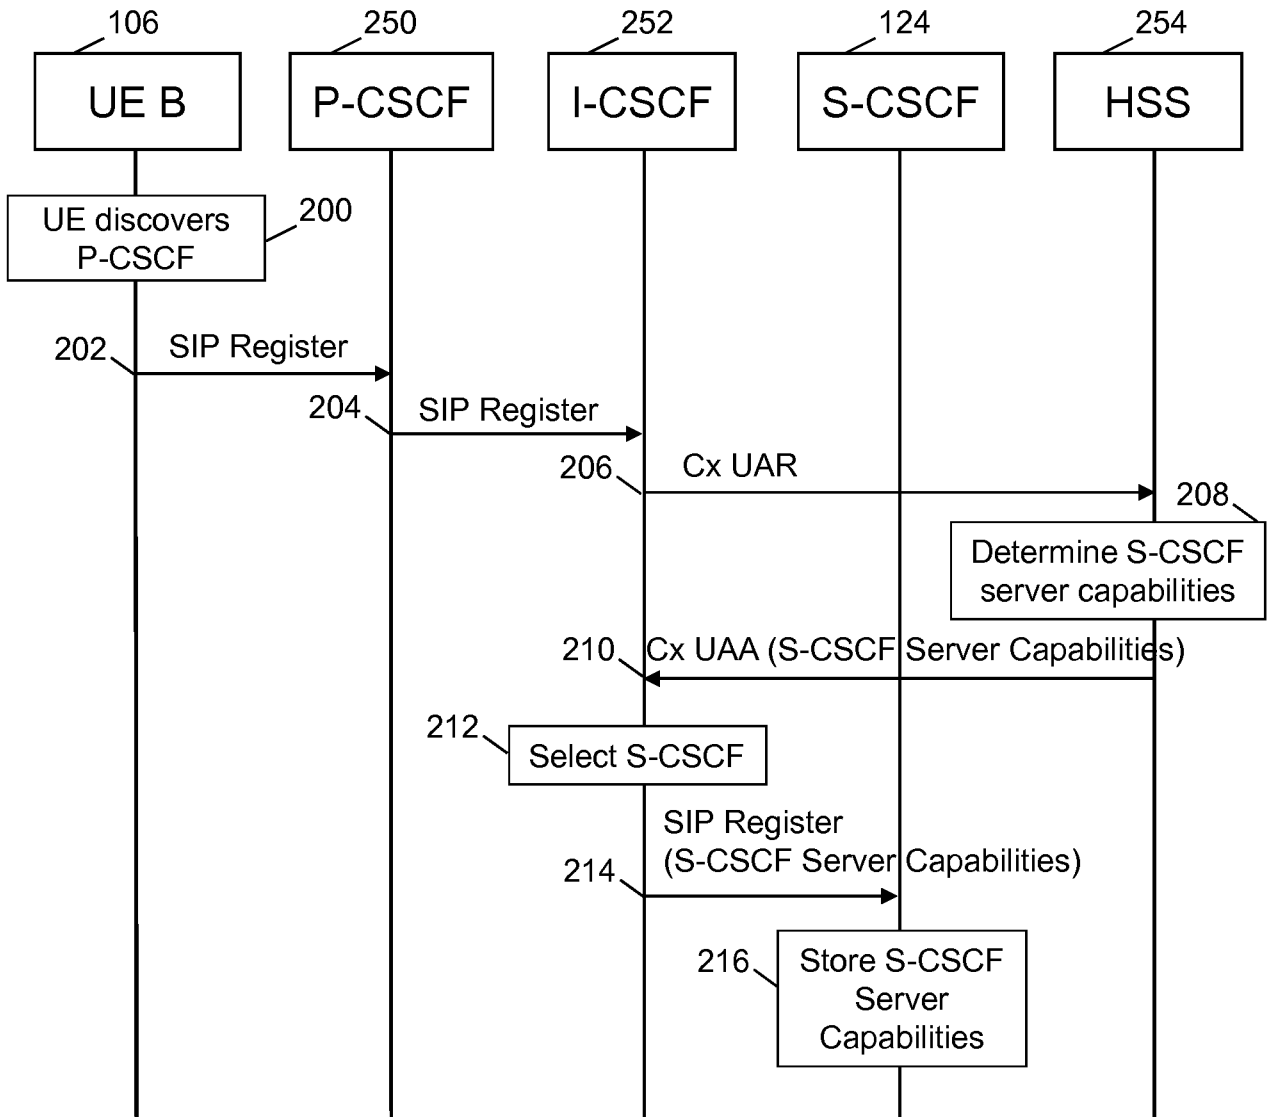 106
250
252
124
254
UE B
P-CSCF
I-CSCF
S-CSCF
HSS
200
UE discovers
P-CSCF
202
SIP Register
204
SIP Register
206
Cx UAR
208
Determine S-CSCF
server capabilities
210
Cx UAA (S-CSCF Server Capabilities)
212
Select S-CSCF
SIP Register
(S-CSCF Server Capabilities)
214
216
Store S-CSCF
Server
Capabilities